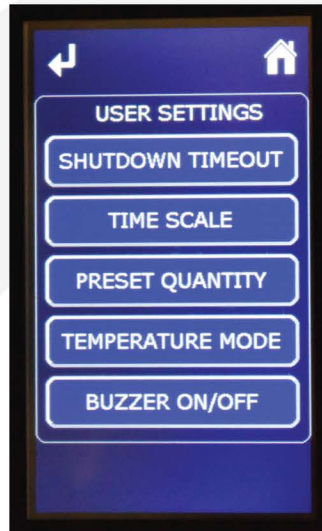 USER SETTINGS
SHUTDOWN TIMEOUT
TIME SCALE
PRESET QUANTITY
TEMPERATURE MODE
BUZZER ON/OFF